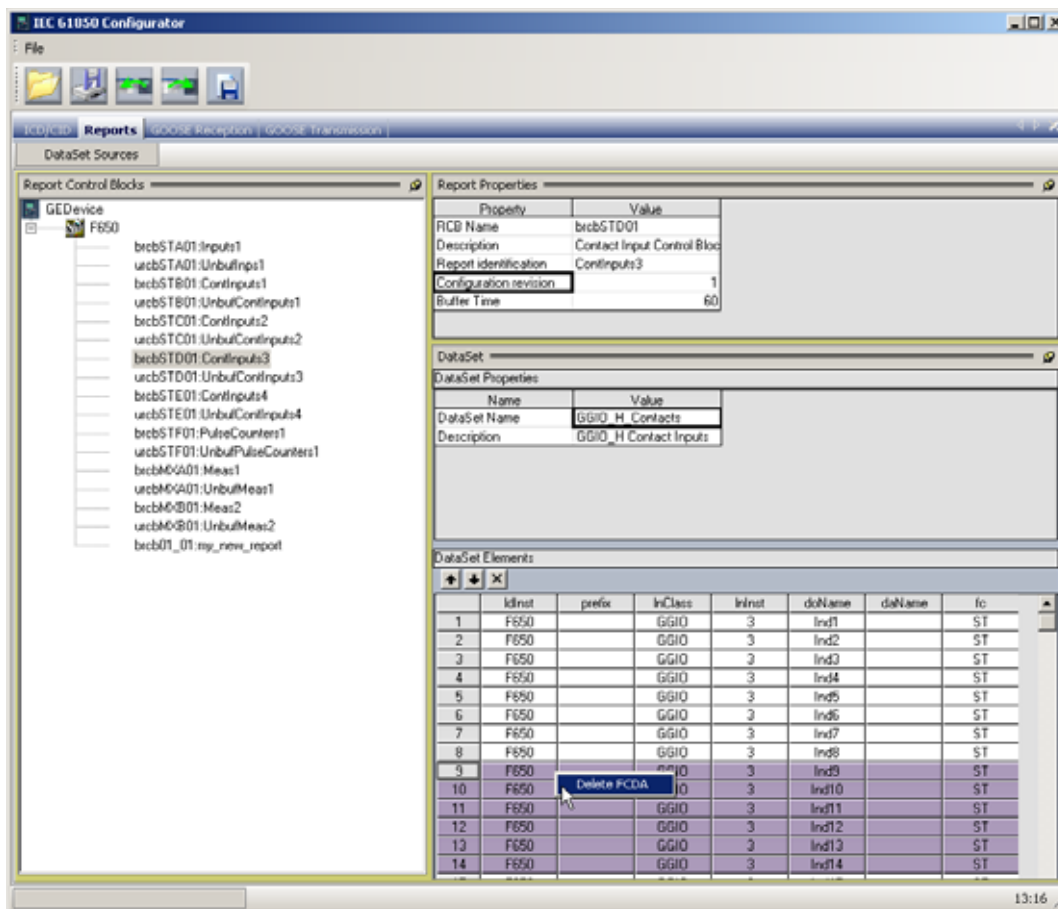 IEC 61850 Configurator
File
ICD/CID Reports GOOSE Reception GOOSE Transmission
DataSet Sources
Report Control Blocks
GEDevice
F650
brcbSTA01:Inputs1
urcbSTA01:UnbufInps1
brcbSTB01:ContInputs1
urcbSTB01:UnbufContInputs1
brcbSTC01:ContInputs2
urcbSTC01:UnbufContInputs2
brcbSTD01:ContInputs3
urcbSTD01:UnbufContInputs3
brcbSTE01:ContInputs4
urcbSTE01:UnbufContInputs4
brcbSTF01:PulseCounters1
urcbSTF01:UnbufPulseCounters1
brcbMXA01:Meas1
urcbMXA01:UnbufMeas1
brcbMXB01:Meas2
urcbMXB01:UnbufMeas2
brcb01_01:my_new_report
Report Properties
Property Value
RCB Name brcbSTD01
Description Contact Input Control Bloc
Report identification ContInputs3
Configuration revision 1
Buffer Time 60
DataSet
DataSet Properties
Name Value
DataSet Name GGIO_H_Contacts
Description GGIO_H Contact Inputs
DataSet Elements
ldInst prefix lnClass lnInst doName daName fc
1 F650 GGIO 3 Ind1 ST
2 F650 GGIO 3 Ind2 ST
3 F650 GGIO 3 Ind3 ST
4 F650 GGIO 3 Ind4 ST
5 F650 GGIO 3 Ind5 ST
6 F650 GGIO 3 Ind6 ST
7 F650 GGIO 3 Ind7 ST
8 F650 GGIO 3 Ind8 ST
9 F650 3 Ind9 ST
Delete FCDA
10 F650 3 Ind10 ST
11 F650 GGIO 3 Ind11 ST
12 F650 GGIO 3 Ind12 ST
13 F650 GGIO 3 Ind13 ST
14 F650 GGIO 3 Ind14 ST
13:16